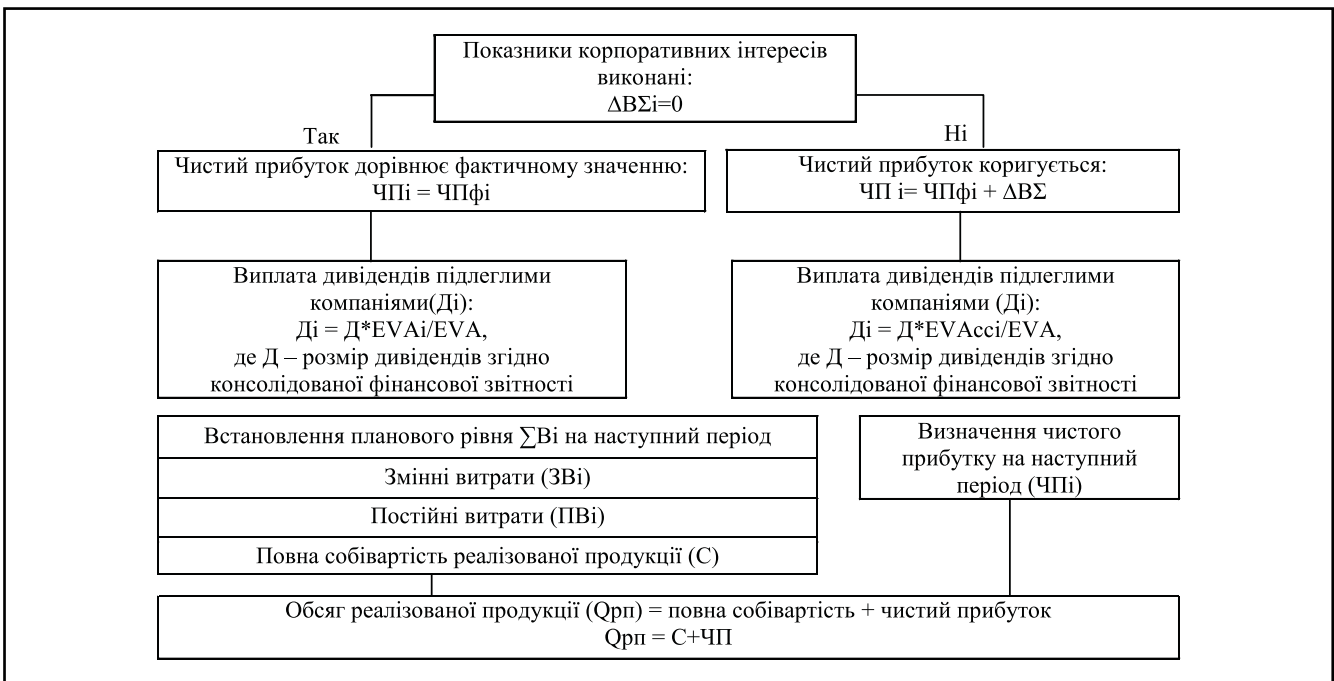 Показники корпоративних інтересів
виконані:
ΔВΣі=0
Так
Ні
Чистий прибуток дорівнює фактичному значенню:
ЧПі = ЧПфі
Чистий прибуток коригується:
ЧП і= ЧПфі + ΔВΣ
Виплата дивідендів підлеглими
компаніями(Ді):
Ді = Д*EVAі/EVA,
де Д – розмір дивідендів згідно
консолідованої фінансової звітності
Виплата дивідендів підлеглими
компаніями (Ді):
Ді = Д*EVAссі/EVA,
де Д – розмір дивідендів згідно
консолідованої фінансової звітності
Встановлення планового рівня ∑Ві на наступний період
Змінні витрати (ЗВі)
Постійні витрати (ПВі)
Повна собівартість реалізованої продукції (С)
Визначення чистого
прибутку на наступний
період (ЧПі)
Обсяг реалізованої продукції (Qрп) = повна собівартість + чистий прибуток
Qрп = С+ЧП